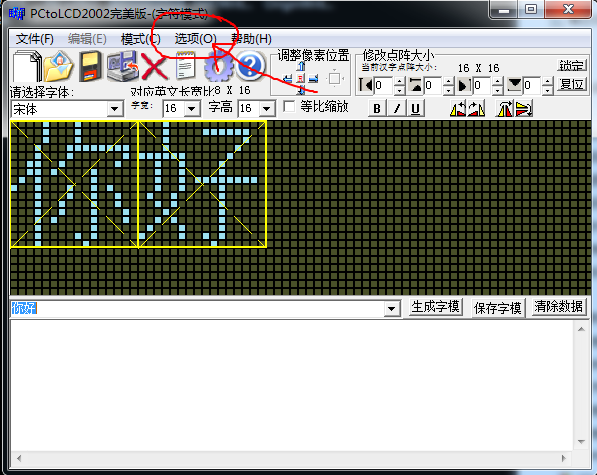 PCtoLCD2002完美版-(字符模式)
文件(F) 编辑(E) 模式(C) 选项(O) 帮助(H)
调整像素位置 修改点阵大小
当前汉字点阵大小: 16 X 16 锁定
0 0 0 0 复位
请选择字体: 对应英文长宽比:8 X 16
宋体 字宽: 16 字高 16 等比缩放 B I U
你好
你好 生成字模 保存字模 清除数据